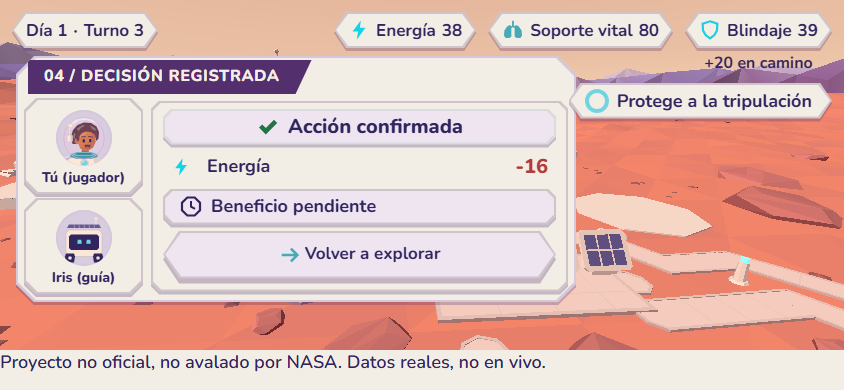 Día 1 · Turno 3
Energía 38
Soporte vital 80
Blindaje 39
+20 en camino
04 / DECISIÓN REGISTRADA
Protege a la tripulación
Tú (jugador)
Iris (guía)
Acción confirmada
Energía -16
Beneficio pendiente
Volver a explorar
Proyecto no oficial, no avalado por NASA. Datos reales, no en vivo.